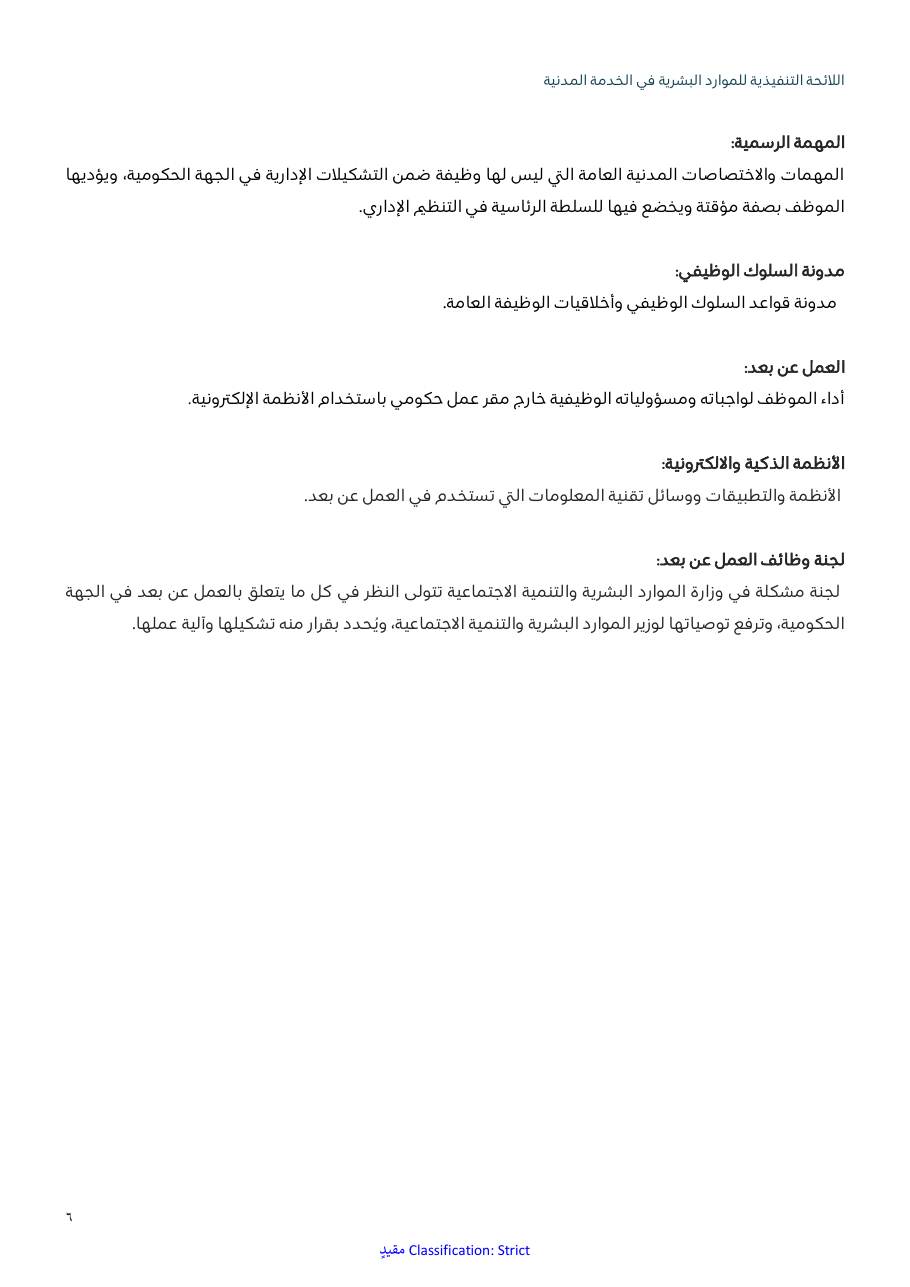 اللائحة التنفيذية للموارد البشرية في الخدمة المدنية
المهمة الرسمية:
المهمات والاختصاصات المدنية العامة التي ليس لها وظيفة ضمن التشكيلات الإدارية في الجهة الحكومية، ويؤديها
الموظف بصفة مؤقتة ويخضع فيها للسلطة الرئاسية في التنظيم الإداري.
مدونة السلوك الوظيفي:
مدونة قواعد السلوك الوظيفي وأخلاقيات الوظيفة العامة.
العمل عن بعد:
أداء الموظف لواجباته ومسؤولياته الوظيفية خارج مقر عمل حكومي باستخدام الأنظمة الإلكترونية.
الأنظمة الذكية والالكترونية:
الأنظمة والتطبيقات ووسائل تقنية المعلومات التي تستخدم في العمل عن بعد.
لجنة وظائف العمل عن بعد:
لجنة مشكلة في وزارة الموارد البشرية والتنمية الاجتماعية تتولى النظر في كل ما يتعلق بالعمل عن بعد في الجهة
الحكومية، وترفع توصياتها لوزير الموارد البشرية والتنمية الاجتماعية، ويُحدد بقرار منه تشكيلها وآلية عملها.
٦
Classification: Strict مقيدٍ